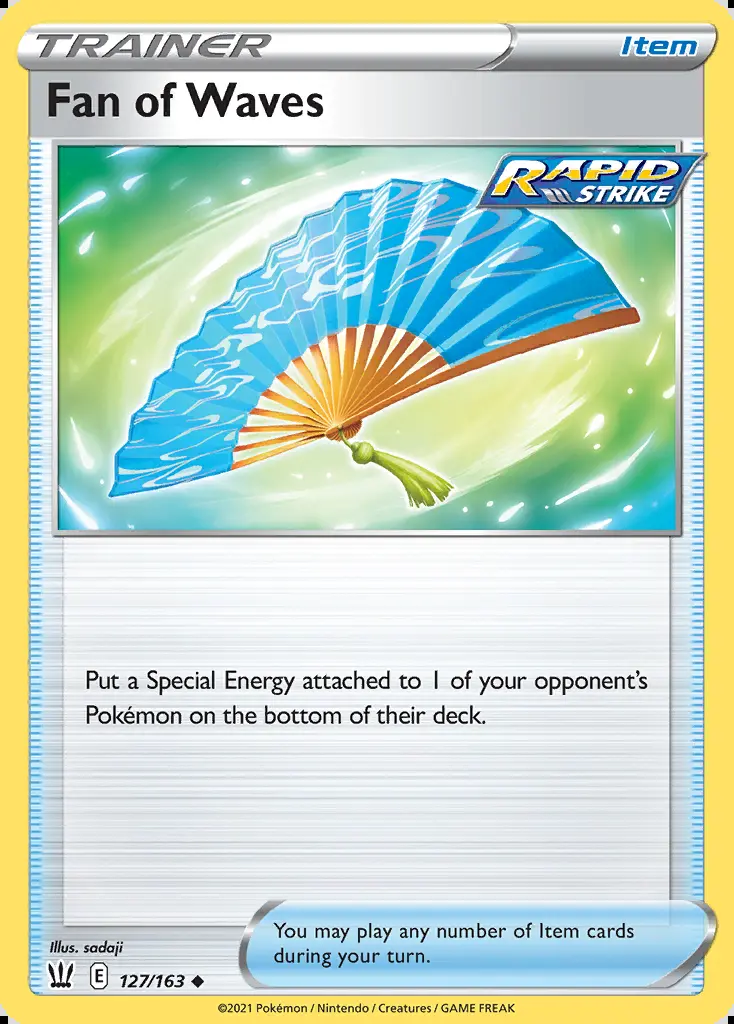 TRAINER
Item
Fan of Waves
RAPID
STRIKE
Put a Special Energy attached to 1 of your opponent's
Pokémon on the bottom of their deck.
You may play any number of Item cards
during your turn.
Illus. sadaji
E 127/163
©2021 Pokémon / Nintendo / Creatures / GAME FREAK